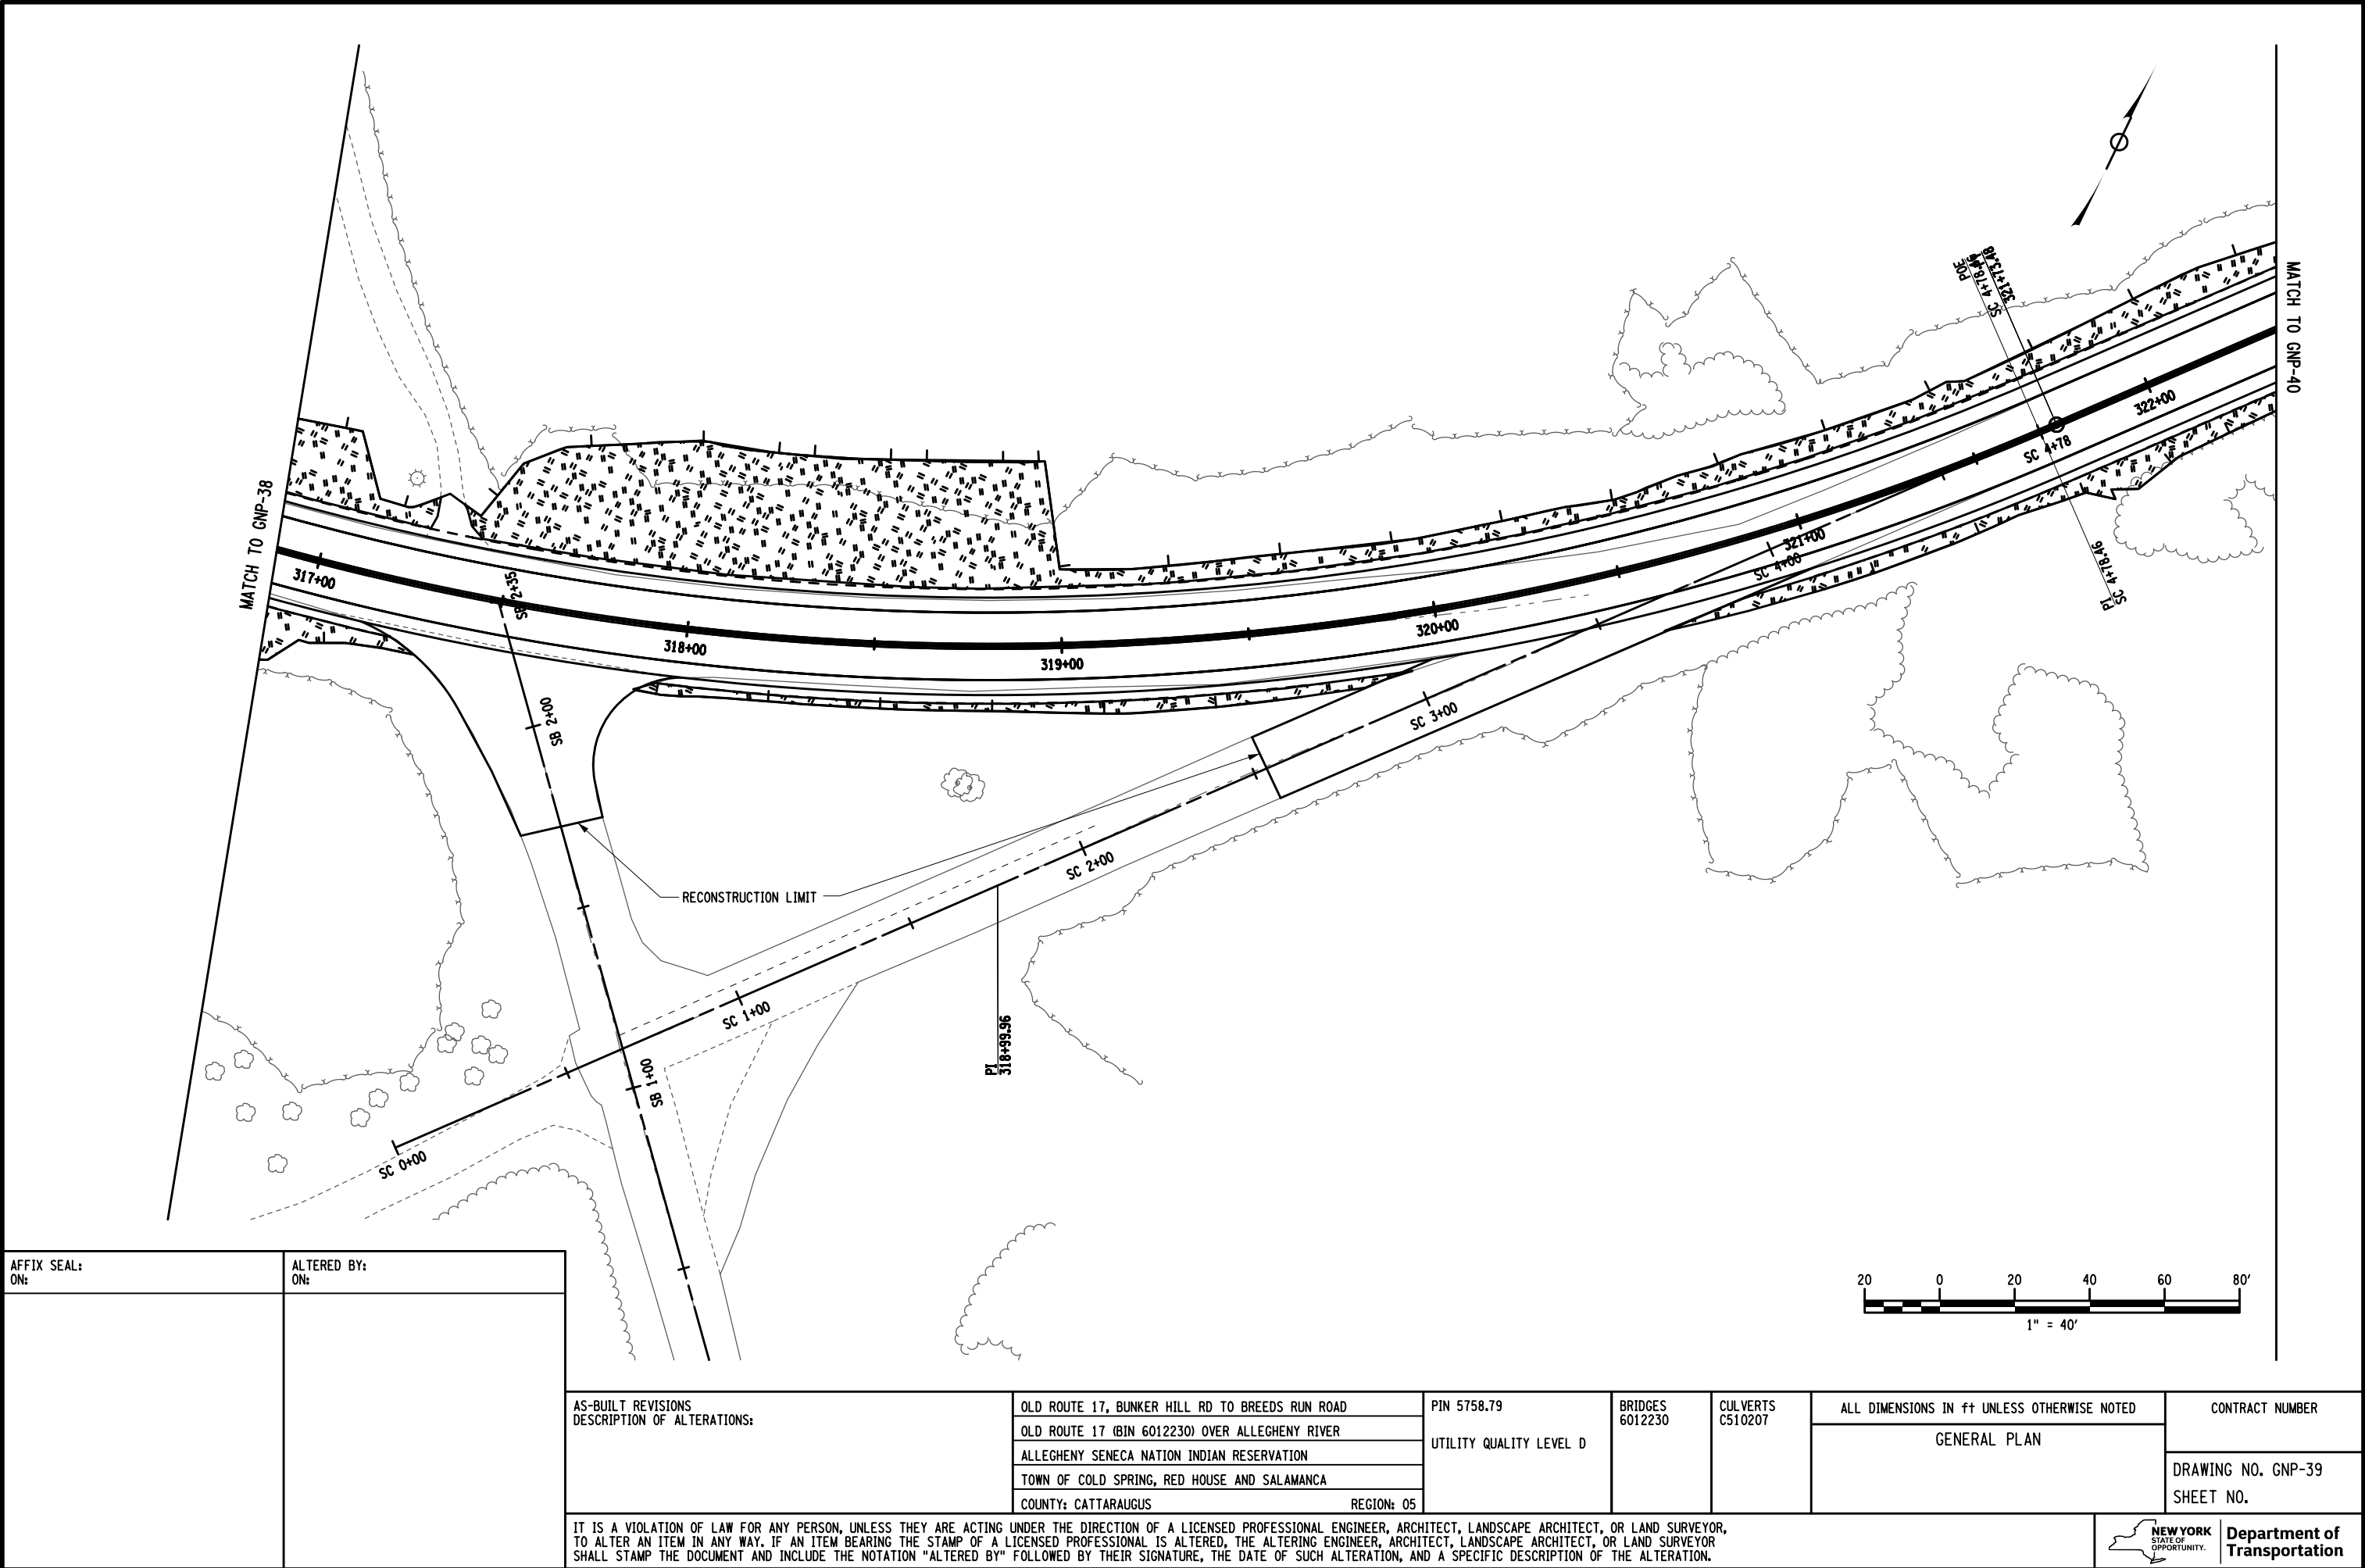 MATCH TO GNP-38
MATCH TO GNP-40
317+00
318+00
319+00
320+00
321+00
322+00
SB 2+35
SB 2+00
SB 1+00
SC 0+00
SC 1+00
SC 2+00
SC 3+00
SC 4+00
SC 4+78
POE
SC 4+78.46
321+73.48
PI
SC 4+78.46
RECONSTRUCTION LIMIT
PI
318+99.96
20 0 20 40 60 80'
1" = 40'
AFFIX SEAL:
ON:
ALTERED BY:
ON:
AS-BUILT REVISIONS
DESCRIPTION OF ALTERATIONS:
OLD ROUTE 17, BUNKER HILL RD TO BREEDS RUN ROAD
OLD ROUTE 17 (BIN 6012230) OVER ALLEGHENY RIVER
ALLEGHENY SENECA NATION INDIAN RESERVATION
TOWN OF COLD SPRING, RED HOUSE AND SALAMANCA
COUNTY: CATTARAUGUS REGION: 05
PIN 5758.79
UTILITY QUALITY LEVEL D
BRIDGES
6012230
CULVERTS
C510207
ALL DIMENSIONS IN ft UNLESS OTHERWISE NOTED
GENERAL PLAN
CONTRACT NUMBER
DRAWING NO. GNP-39
SHEET NO.
IT IS A VIOLATION OF LAW FOR ANY PERSON, UNLESS THEY ARE ACTING UNDER THE DIRECTION OF A LICENSED PROFESSIONAL ENGINEER, ARCHITECT, LANDSCAPE ARCHITECT, OR LAND SURVEYOR,
TO ALTER AN ITEM IN ANY WAY. IF AN ITEM BEARING THE STAMP OF A LICENSED PROFESSIONAL IS ALTERED, THE ALTERING ENGINEER, ARCHITECT, LANDSCAPE ARCHITECT, OR LAND SURVEYOR
SHALL STAMP THE DOCUMENT AND INCLUDE THE NOTATION "ALTERED BY" FOLLOWED BY THEIR SIGNATURE, THE DATE OF SUCH ALTERATION, AND A SPECIFIC DESCRIPTION OF THE ALTERATION.
NEW YORK
STATE OF
OPPORTUNITY.
Department of
Transportation